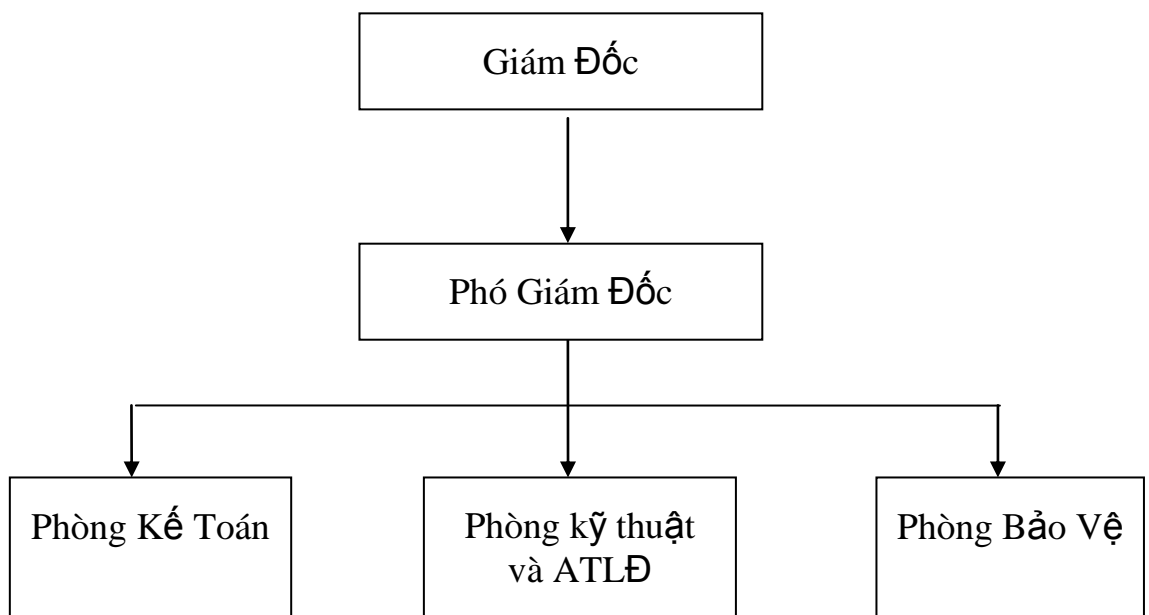 Giám Đốc
Phó Giám Đốc
Phòng Kế Toán
Phòng kỹ thuật
và ATLĐ
Phòng Bảo Vệ